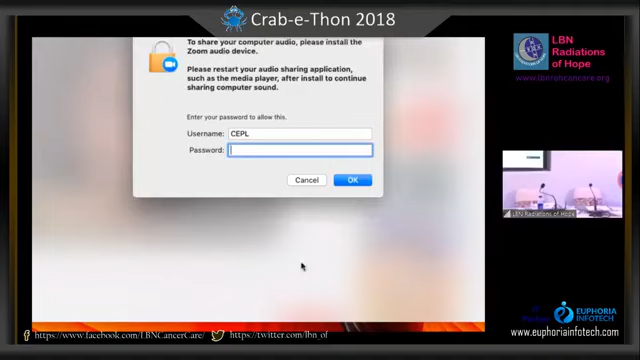 Crab-e-Thon 2018
LBN
Radiations
of Hope
www.lbnrohcancare.org
To share your computer audio, please install the
Zoom audio device.
Please restart your audio sharing application,
such as the media player, after install to continue
sharing computer sound.
Enter your password to allow this.
Username: CEPL
Password:
Cancel
OK
LBN Radiations of Hope
IT
Partner
EUPHORIA
INFOTECH
https://www.facebook.com/LBNCancerCare/
https://twitter.com/lbn_of
www.euphoriainfotech.com